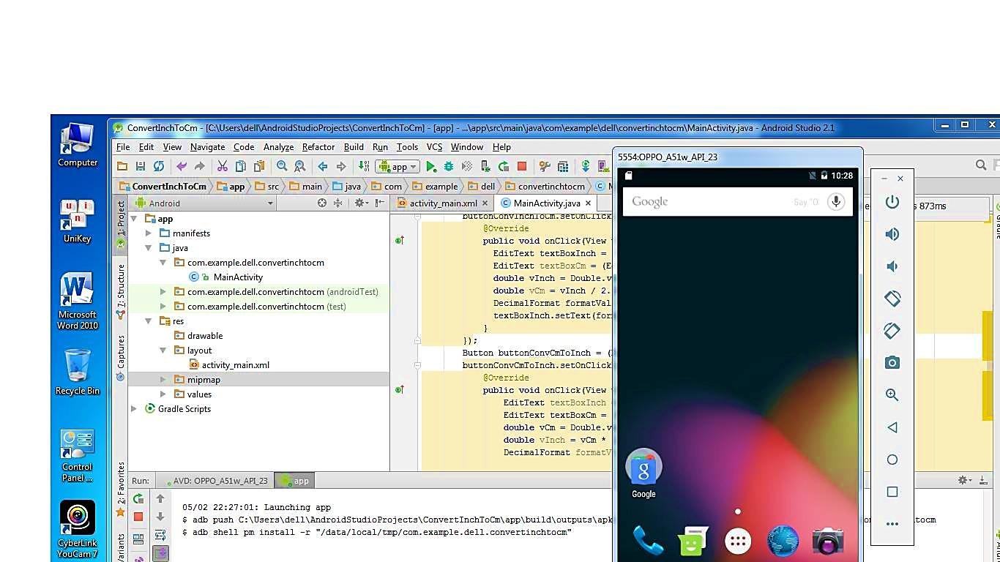 ConvertInchToCm - [C:\Users\dell\AndroidStudioProjects\ConvertInchToCm] - [app] - ...\app\src\main\java\com\example\dell\convertinchtocm\MainActivity.java - Android Studio 2.1
File Edit View Navigate Code Analyze Refactor Build Run Tools VCS Window Help
app
ConvertInchToCm app src main java com example dell convertinchtocm
Android
activity_main.xml MainActivity.java
873ms
1: Project
7: Structure
Captures
2: Favorites
app
manifests
java
com.example.dell.convertinchtocm
MainActivity
com.example.dell.convertinchtocm (androidTest)
com.example.dell.convertinchtocm (test)
res
drawable
layout
activity_main.xml
mipmap
values
Gradle Scripts
buttonConvInchToCm.setOnClick
@Override
public void onClick(View
EditText textBoxInch =
EditText textBoxCm = (E
double vInch = Double.v
double vCm = vInch / 2.
DecimalFormat formatVal
textBoxInch.setText(for
}
});
Button buttonConvCmToInch = (
buttonConvCmToInch.setOnClick
@Override
public void onClick(View
EditText textBoxInch
EditText textBoxCm =
double vCm = Double.v
double vInch = vCm *
DecimalFormat formatV
Run: AVD: OPPO_A51w_API_23 app
05/02 22:27:01: Launching app
$ adb push C:\Users\dell\AndroidStudioProjects\ConvertInchToCm\app\build\outputs\apk
$ adb shell pm install -r "/data/local/tmp/com.example.dell.convertinchtocm"
Computer
UniKey
Microsoft
Word 2010
Recycle Bin
Control
Panel ...
CyberLink
YouCam 7
5554:OPPO_A51w_API_23
10:28
Google
Say "O
Google